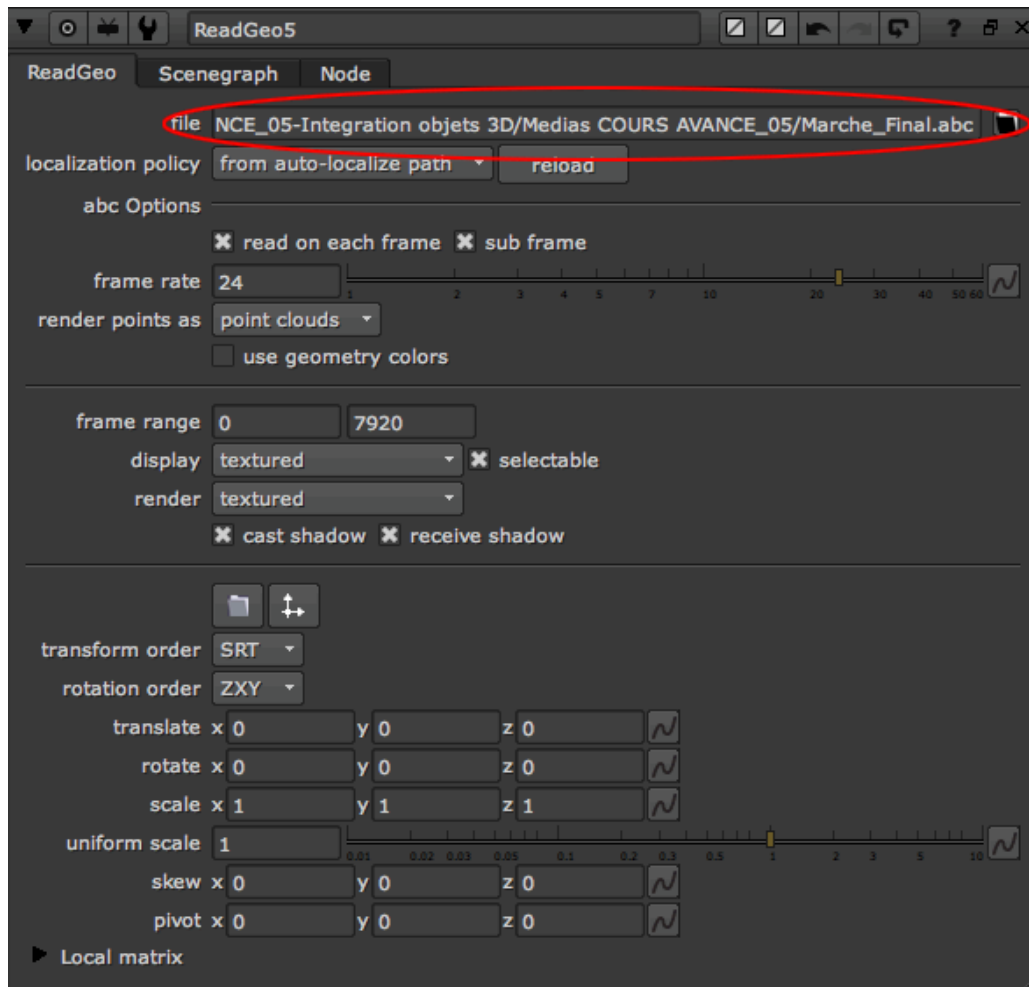 ReadGeo5 ?
ReadGeo Scenegraph Node
file NCE_05-Integration objets 3D/Medias COURS AVANCE_05/Marche_Final.abc
localization policy from auto-localize path reload
abc Options
read on each frame sub frame
frame rate 24 1 2 3 4 5 7 10 20 30 40 50 60
render points as point clouds
use geometry colors
frame range 0 7920
display textured selectable
render textured
cast shadow receive shadow
transform order SRT
rotation order ZXY
translate x 0 y 0 z 0
rotate x 0 y 0 z 0
scale x 1 y 1 z 1
uniform scale 1 0.01 0.02 0.03 0.05 0.1 0.2 0.3 0.5 1 2 3 5 10
skew x 0 y 0 z 0
pivot x 0 y 0 z 0
Local matrix